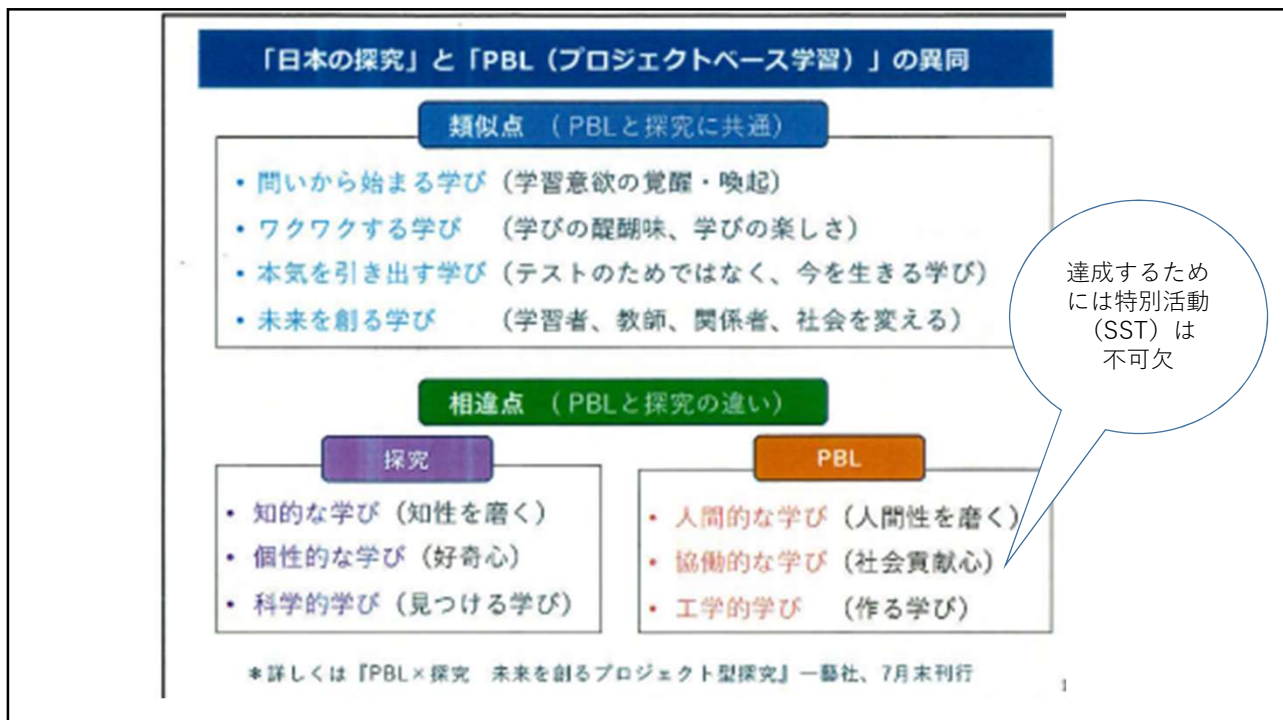 「日本の探究」と「PBL（プロジェクトベース学習）」の異同
類似点 （PBLと探究に共通）
• 問いから始まる学び（学習意欲の覚醒・喚起）
• ワクワクする学び （学びの醍醐味、学びの楽しさ）
• 本気を引き出す学び（テストのためではなく、今を生きる学び）
• 未来を創る学び （学習者、教師、関係者、社会を変える）
達成するため
には特別活動
（SST）は
不可欠
相違点 （PBLと探究の違い）
探究
• 知的な学び（知性を磨く）
• 個性的な学び（好奇心）
• 科学的学び（見つける学び）
PBL
• 人間的な学び（人間性を磨く）
• 協働的な学び（社会貢献心）
• 工学的学び （作る学び）
＊詳しくは『PBL×探究 未来を創るプロジェクト型探究』一藝社、7月末刊行
1